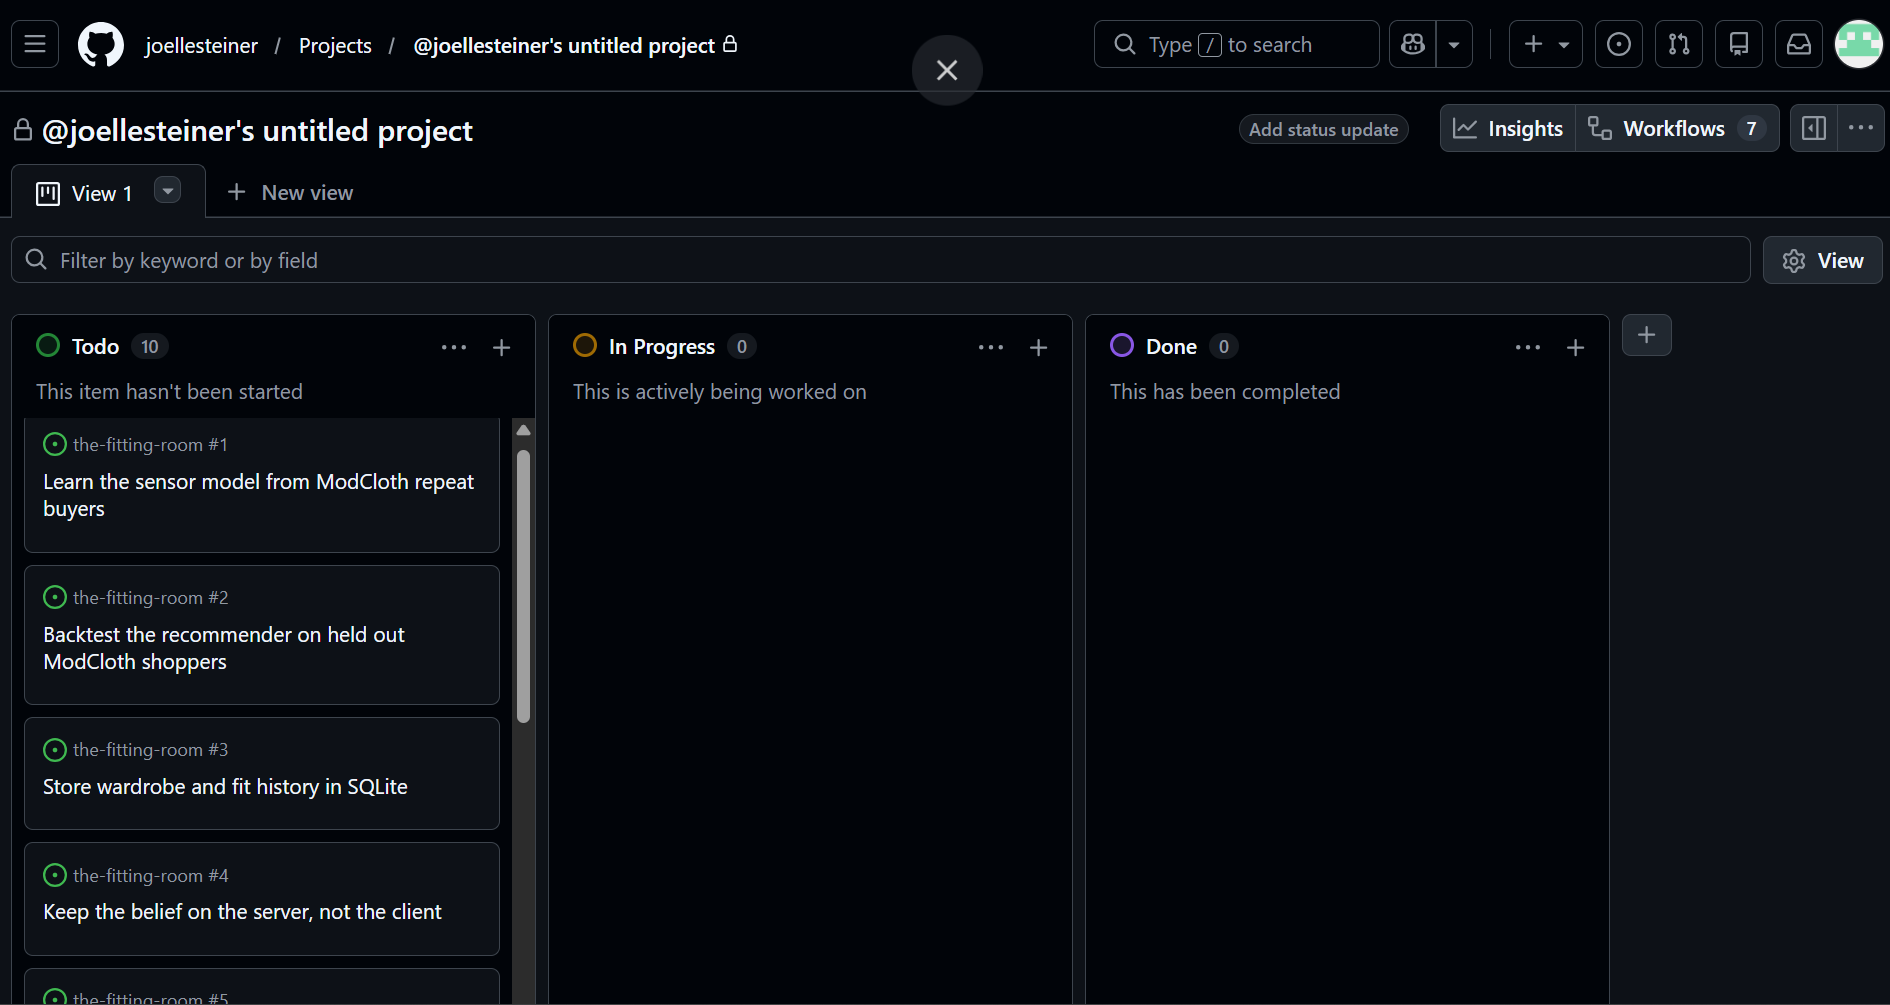 joellesteiner / Projects / @joellesteiner's untitled project
Type / to search
@joellesteiner's untitled project
Add status update
Insights
Workflows 7
View 1
New view
Filter by keyword or by field
View
Todo 10
This item hasn't been started
the-fitting-room #1
Learn the sensor model from ModCloth repeat
buyers
the-fitting-room #2
Backtest the recommender on held out
ModCloth shoppers
the-fitting-room #3
Store wardrobe and fit history in SQLite
the-fitting-room #4
Keep the belief on the server, not the client
the-fitting-room #5
In Progress 0
This is actively being worked on
Done 0
This has been completed